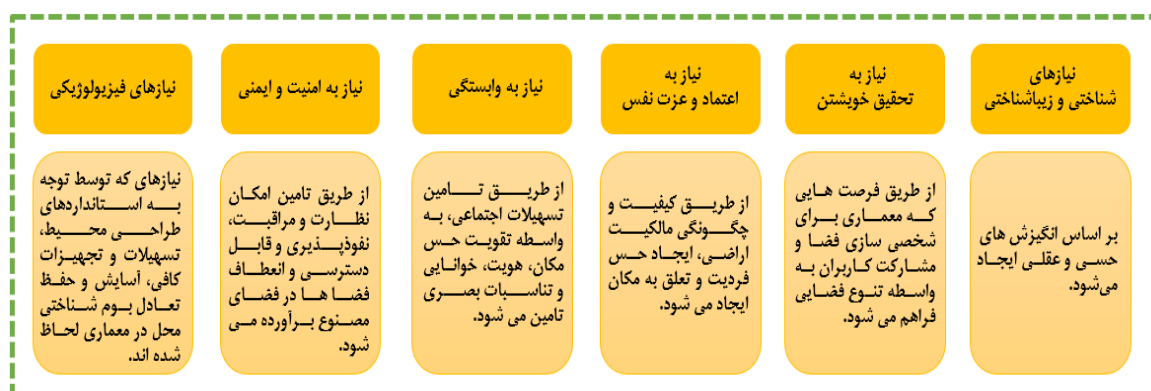 نیازهای
شناختی و زیباشناختی
بر اساس انگیزش های
حسی و عقلی ایجاد
می‌شود.
نیاز به
تحقیق خویشتن
از طریق فرصت هایی
که معماری برای
شخصی سازی فضا و
مشارکت کاربران به
واسطه تنوع فضایی
فراهم می شود.
نیاز به
اعتماد و عزت نفس
از طریق کیفیت و
چگونگی مالکیت
اراضی، ایجاد حس
فردیت و تعلق به مکان
ایجاد می شود.
نیاز به وابستگی
از طریق تامین
تسهیلات اجتماعی، به
واسطه تقویت حس
مکان، هویت، خوانایی
و تناسبات بصری
تامین می شود.
نیاز به امنیت و ایمنی
از طریق تامین امکان
نظارت و مراقبت،
نفوذپذیری و قابل
دسترسی و انعطاف
فضا ها در فضای
مصنوع برآورده می
شود.
نیازهای فیزیولوژیکی
نیازهای که توسط توجه
به استانداردهای
طراحی محیط،
تسهیلات و تجهیزات
کافی، آسایش و حفظ
تعادل بوم شناختی
محل در معماری لحاظ
شده اند.